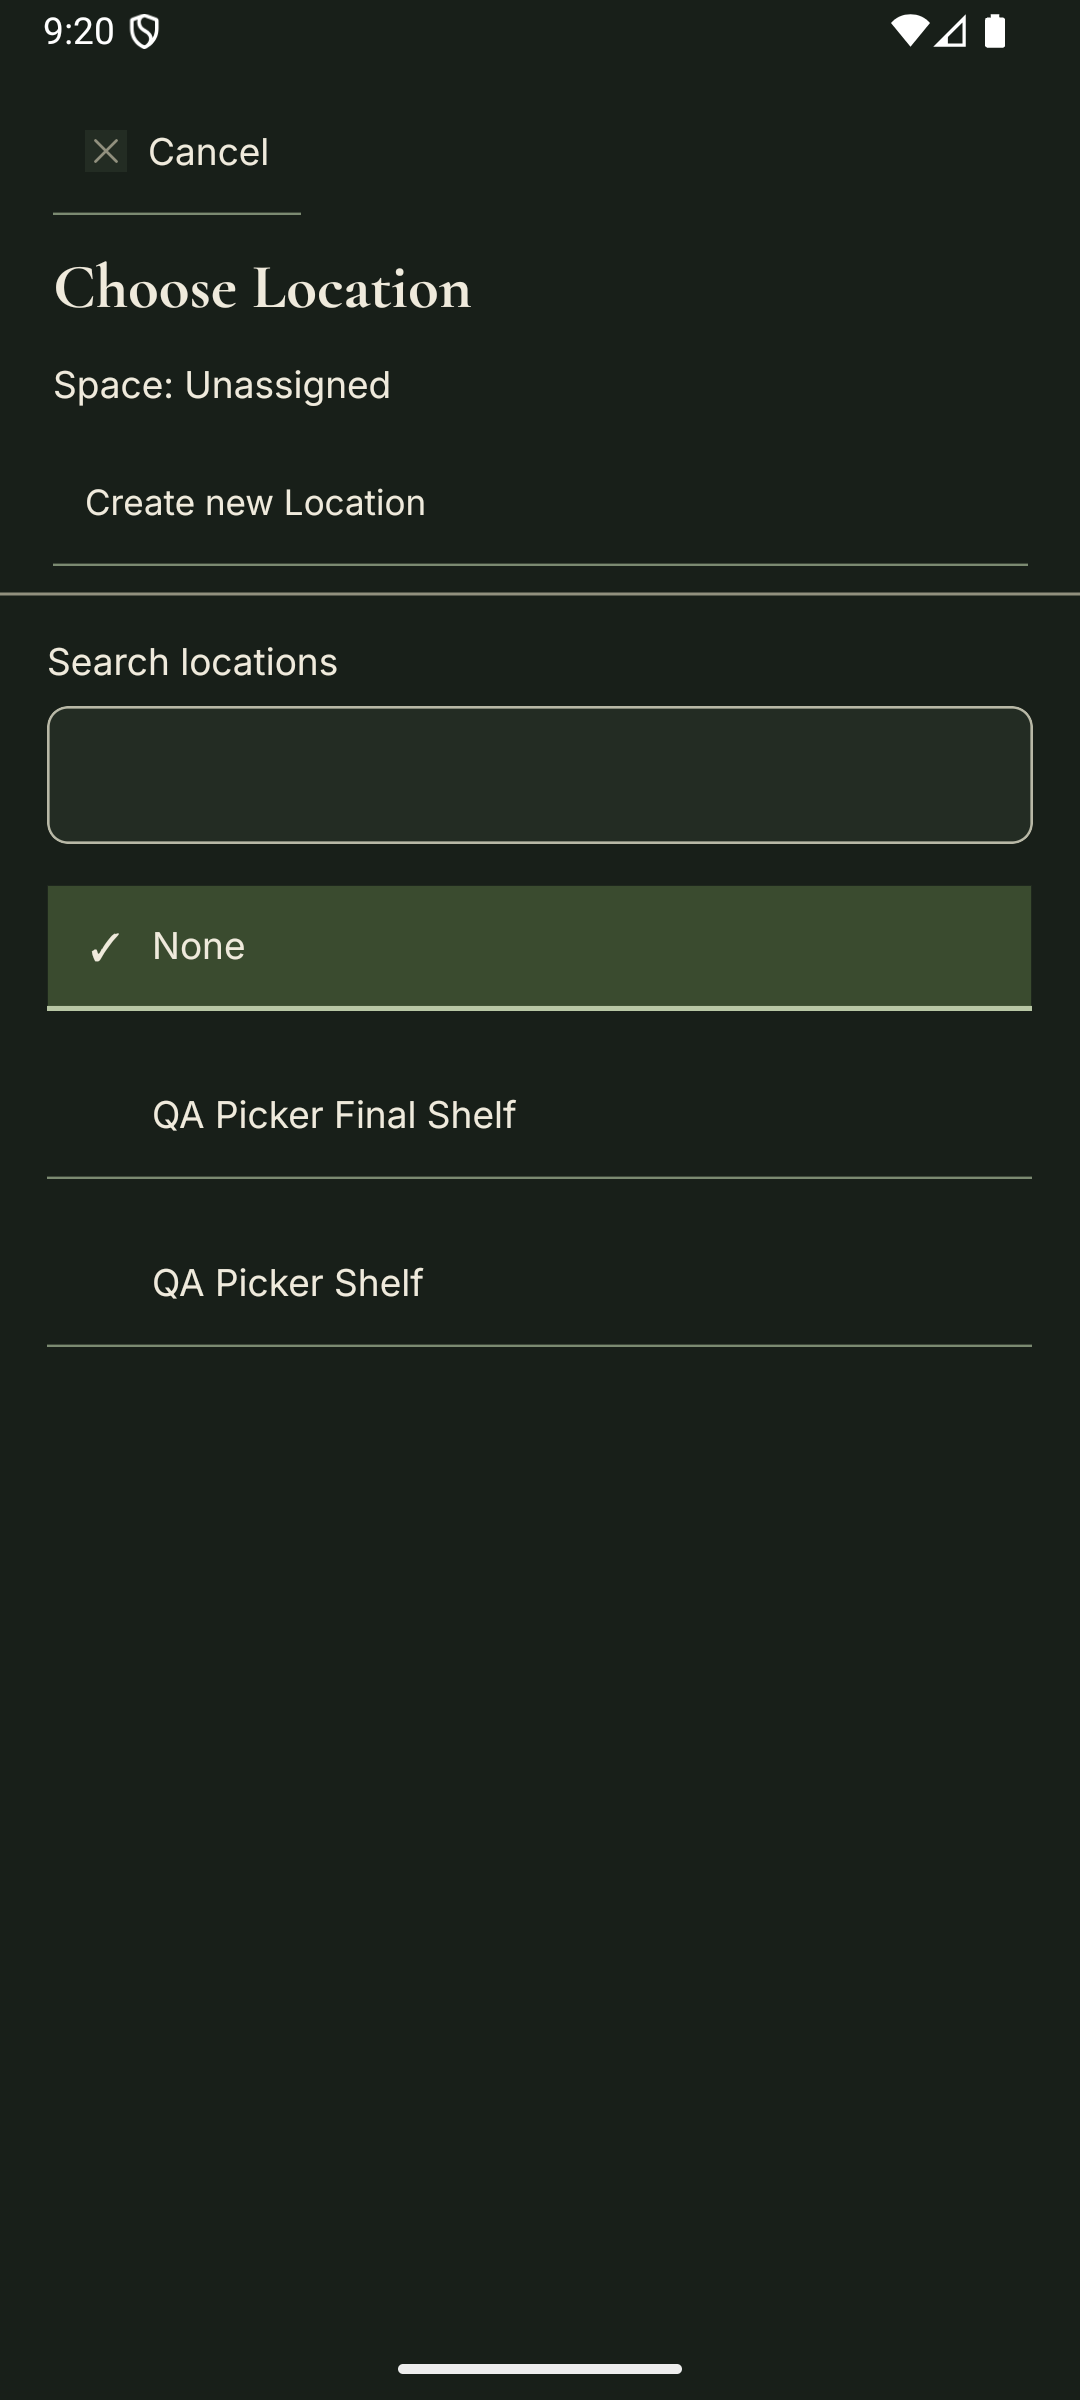 9:20
Cancel
Choose Location
Space: Unassigned
Create new Location
Search locations
✓ None
QA Picker Final Shelf
QA Picker Shelf